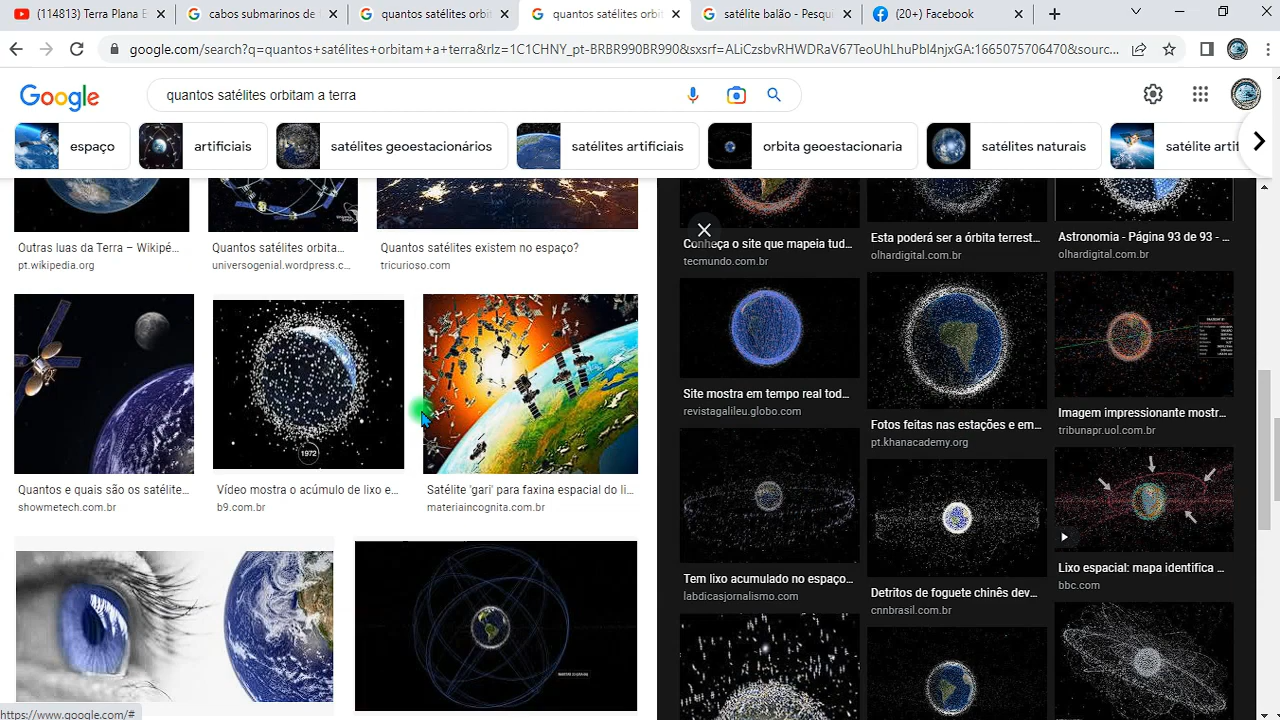 (114813) Terra Plana E
cabos submarinos de
quantos satélites orbit
quantos satélites orbit
satélite balão - Pesqui
(20+) Facebook
google.com/search?q=quantos+satélites+orbitam+a+terra&rlz=1C1CHNY_pt-BRBR990BR990&sxsrf=ALiCzsbvRHWDRaV67TeoUhLhuPbl4njxGA:1665075706470&sourc...
Google
quantos satélites orbitam a terra
espaço
artificiais
satélites geoestacionários
satélites artificiais
orbita geoestacionaria
satélites naturais
satélite artif
Outras luas da Terra – Wikipé...
pt.wikipedia.org
Quantos satélites orbita...
universogenial.wordpress.c...
Quantos satélites existem no espaço?
tricurioso.com
Conheça o site que mapeia tud...
tecmundo.com.br
Esta poderá ser a órbita terest...
olhardigital.com.br
Astronomia - Página 93 de 93 - ...
olhardigital.com.br
1972
Quantos e quais são os satélite...
showmetech.com.br
Vídeo mostra o acúmulo de lixo e...
b9.com.br
Satélite 'gari' para faxina espacial do li...
materiaincognita.com.br
Site mostra em tempo real tod...
revistagalileu.globo.com
Fotos feitas nas estações e em...
pt.khanacademy.org
Imagem impressionante mostr...
tribunapr.uol.com.br
Tem lixo acumulado no espaço...
labdicasjornalismo.com
Detritos de foguete chinês dev...
cnnbrasil.com.br
Lixo espacial: mapa identifica ...
bbc.com
https://www.google.com/#